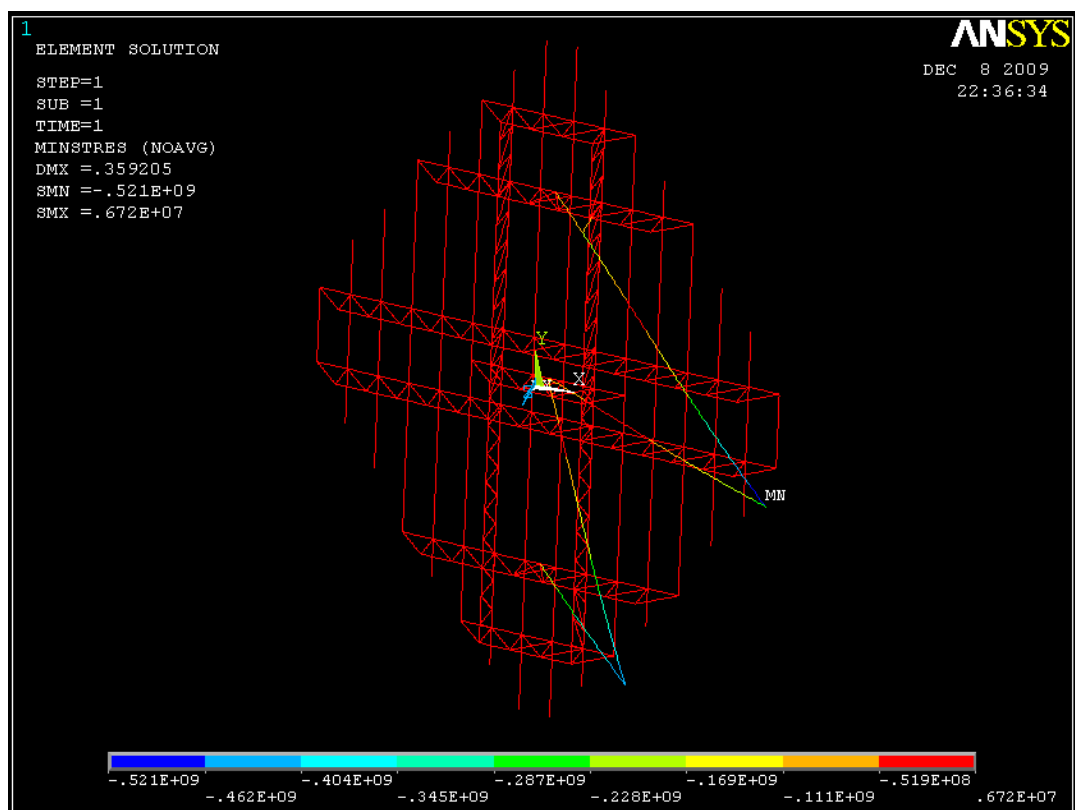 1
ANSYS
ELEMENT SOLUTION
DEC 8 2009
22:36:34
STEP=1
SUB =1
TIME=1
MINSTRES (NOAVG)
DMX =.359205
SMN =-.521E+09
SMX =.672E+07
Y
X
Z
MN
-.521E+09 -.404E+09 -.287E+09 -.169E+09 -.519E+08
-.462E+09 -.345E+09 -.228E+09 -.111E+09 .672E+07